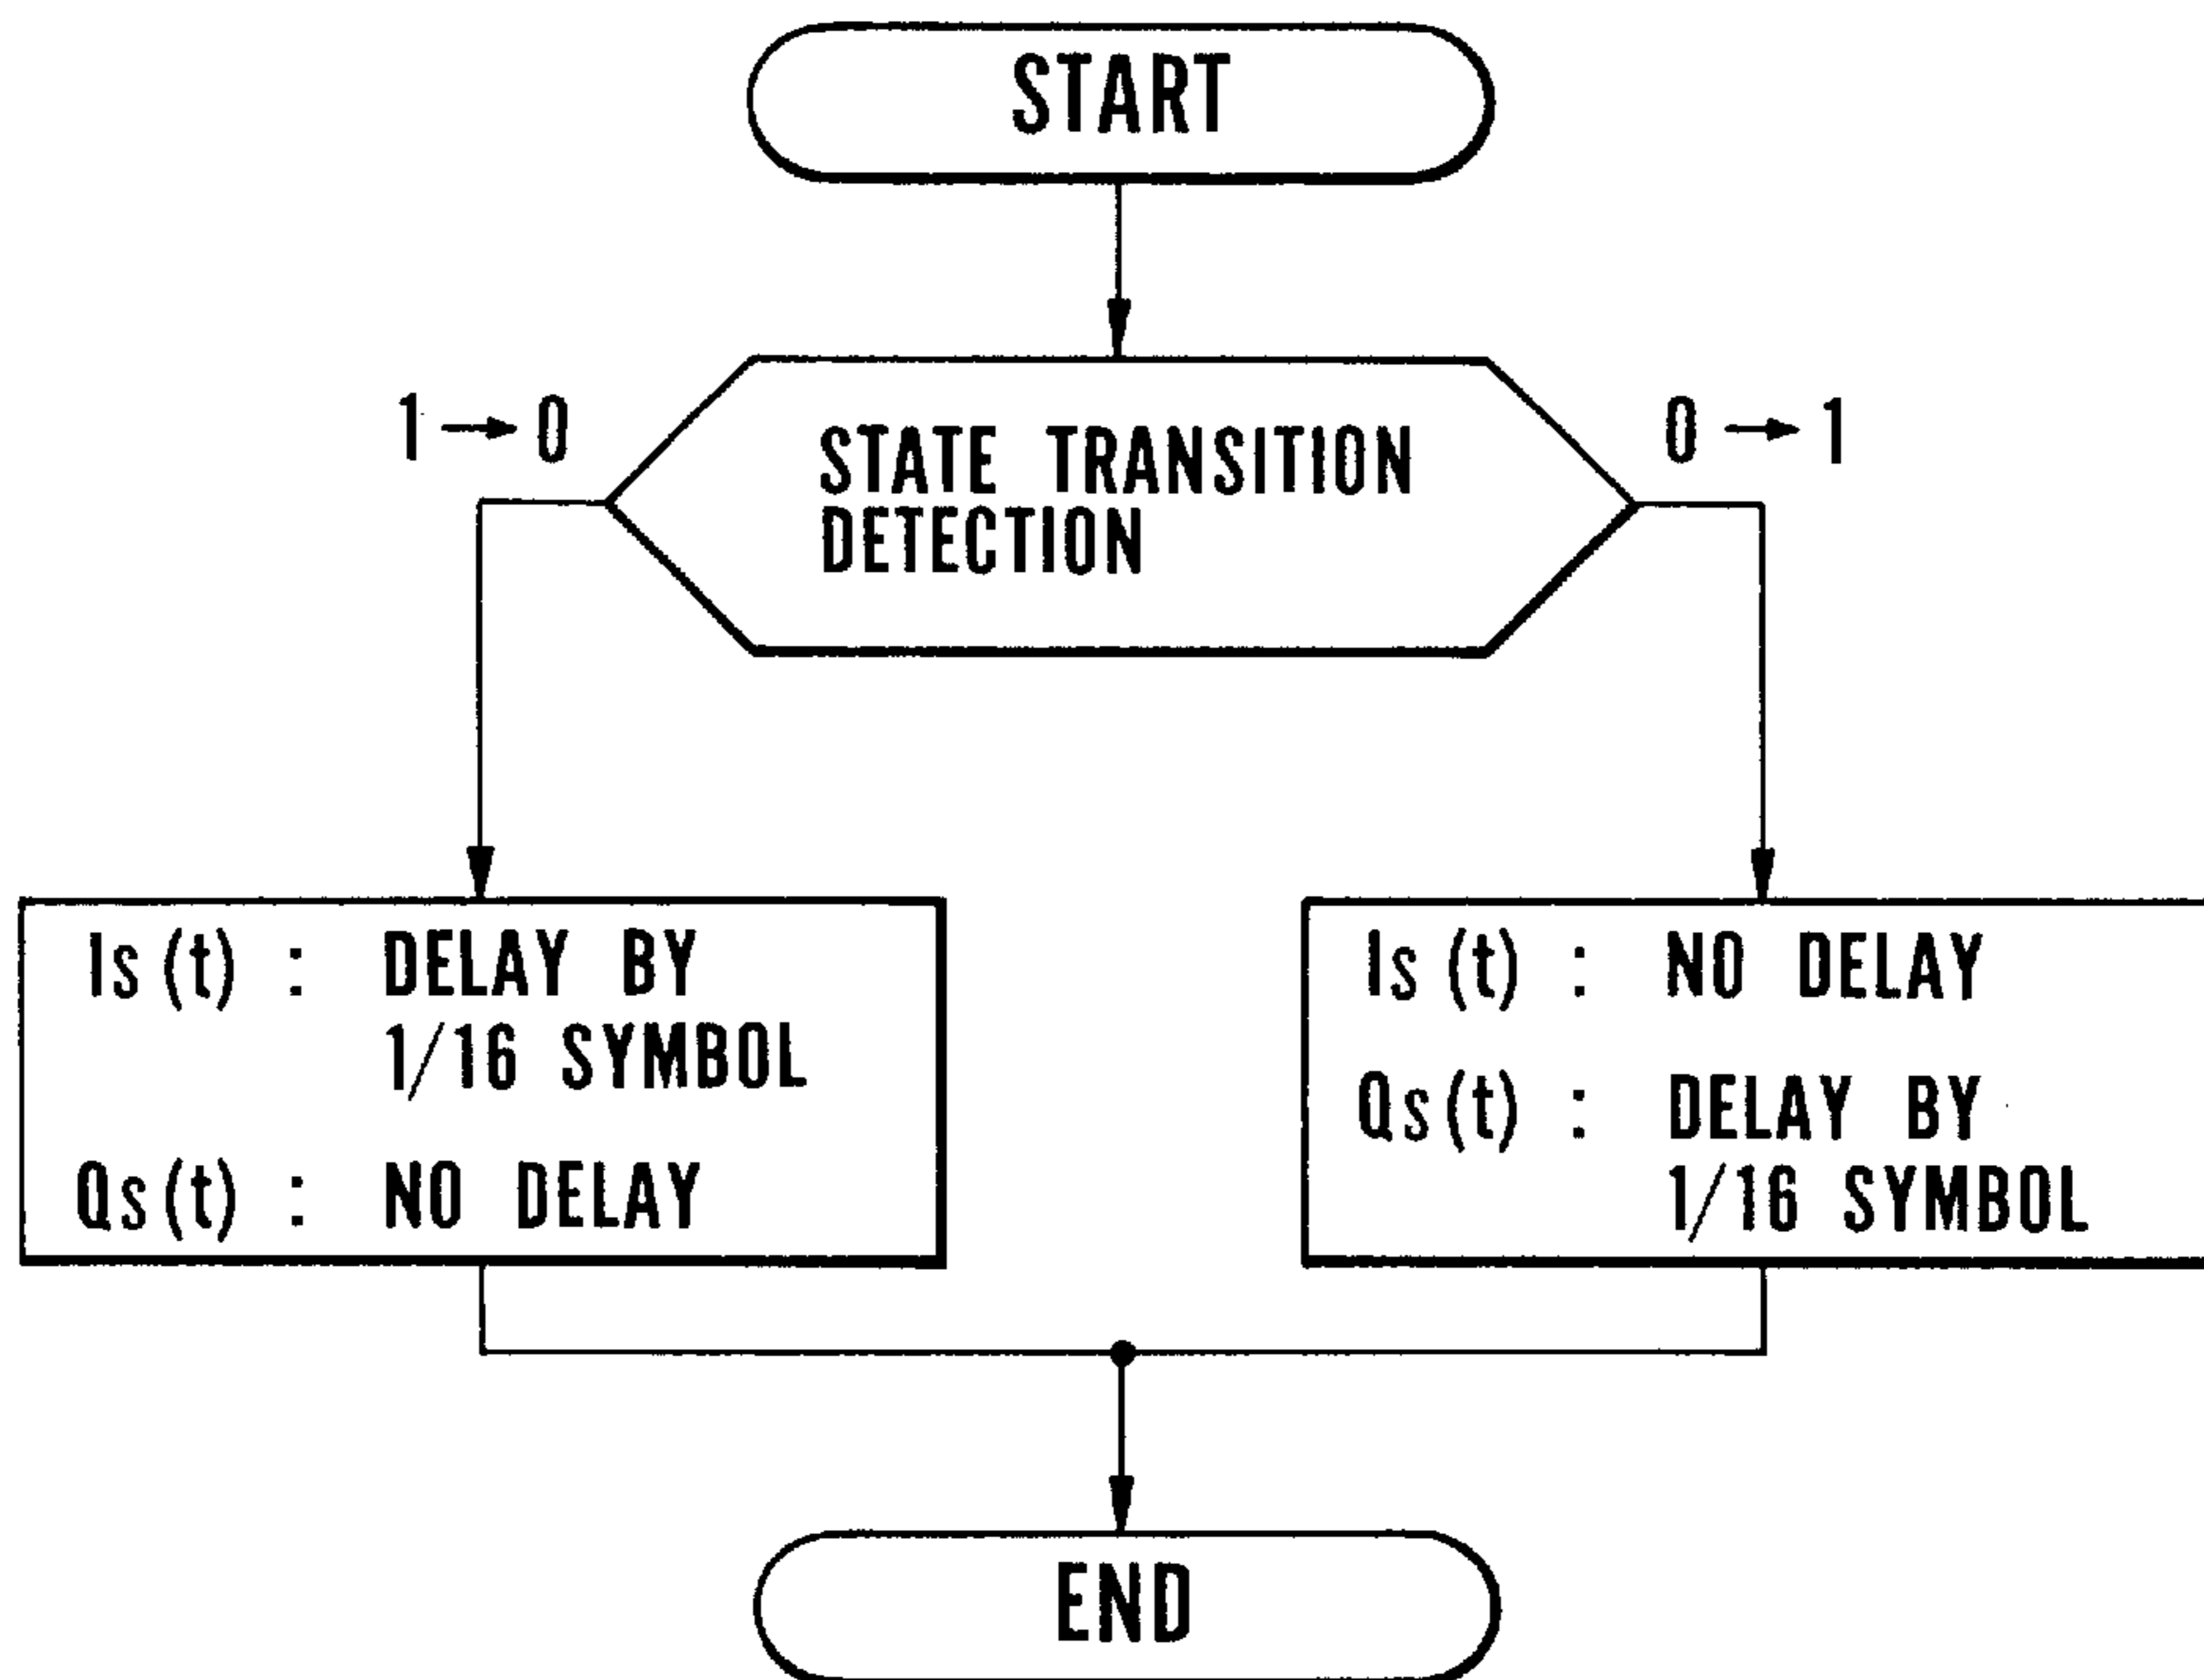 START
1 → 0
0 → 1
STATE TRANSITION
DETECTION
Is (t) : DELAY BY
1/16 SYMBOL
Qs (t) : NO DELAY
Is (t) : NO DELAY
Qs (t) : DELAY BY
1/16 SYMBOL
END